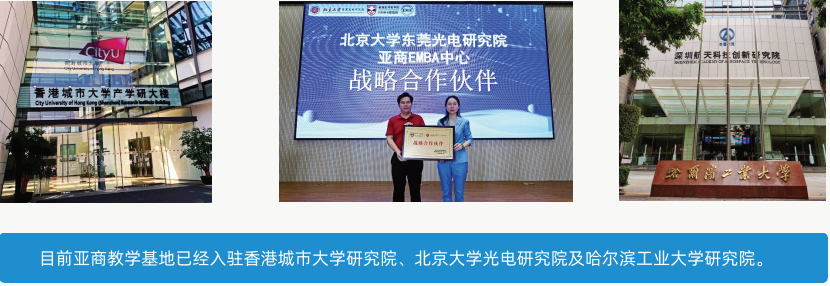 CityU
香港城市大学产学研大楼
City University of Hong Kong (Shenzhen) Research Institute Building
北京大学东莞光电研究院
亚商EMBA中心
战略合作伙伴
战略合作伙伴
深圳航天科技创新研究院
SHENZHEN ACADEMY OF AEROSPACE TECHNOLOGY
哈尔滨工业大学
目前亚商教学基地已经入驻香港城市大学研究院、北京大学光电研究院及哈尔滨工业大学研究院。